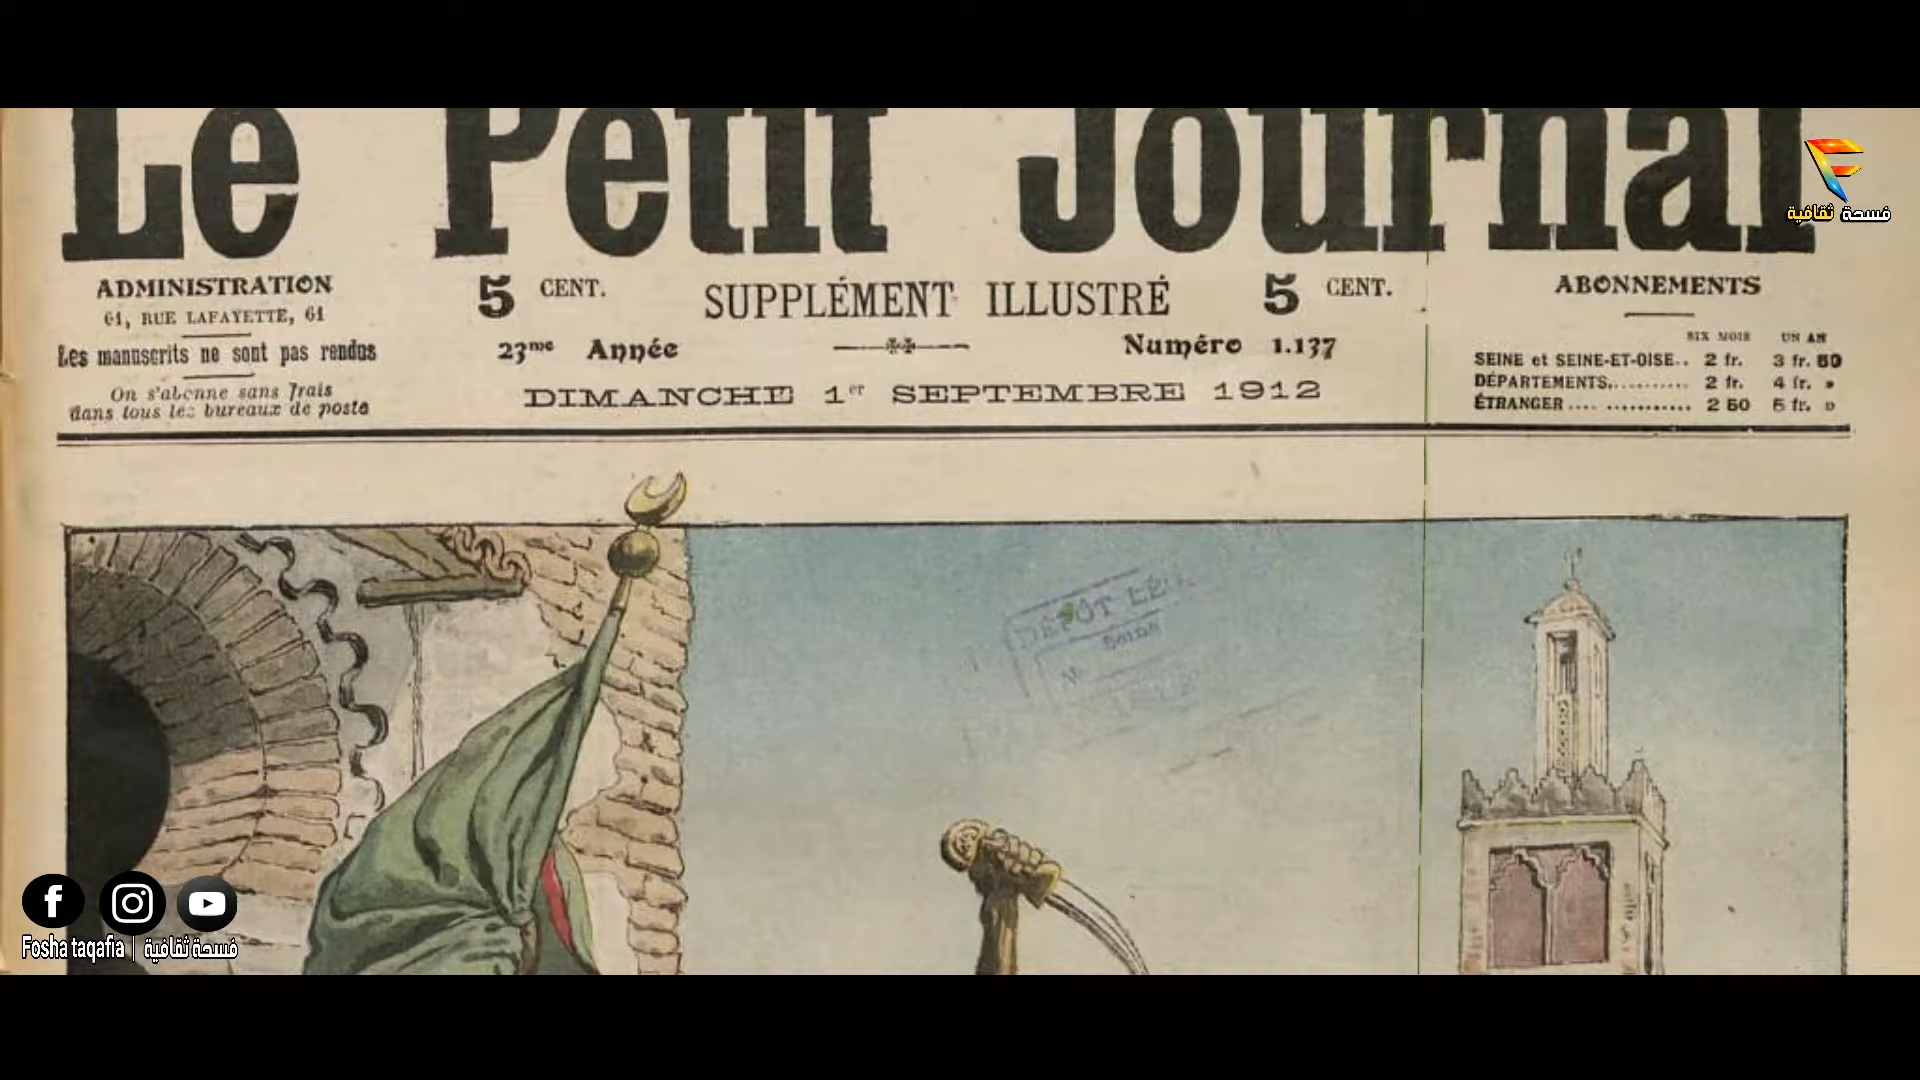 Le Petit Journal
فسحة ثقافية
ADMINISTRATION
61, RUE LAFAYETTE, 61
Les manuscrits ne sont pas rendus
On s'abonne sans frais
dans tous les bureaux de poste
5 CENT. SUPPLÉMENT ILLUSTRÉ 5 CENT.
23me Année Numéro 1.137
DIMANCHE 1er SEPTEMBRE 1912
ABONNEMENTS
SIX MOIS UN AN
SEINE et SEINE-ET-OISE.. 2 fr. 3 fr. 50
DÉPARTEMENTS........... 2 fr. 4 fr. »
ÉTRANGER.... ........... 2 50 5 fr. »
DÉPÔT
Fosha taqafia | فسحة ثقافية